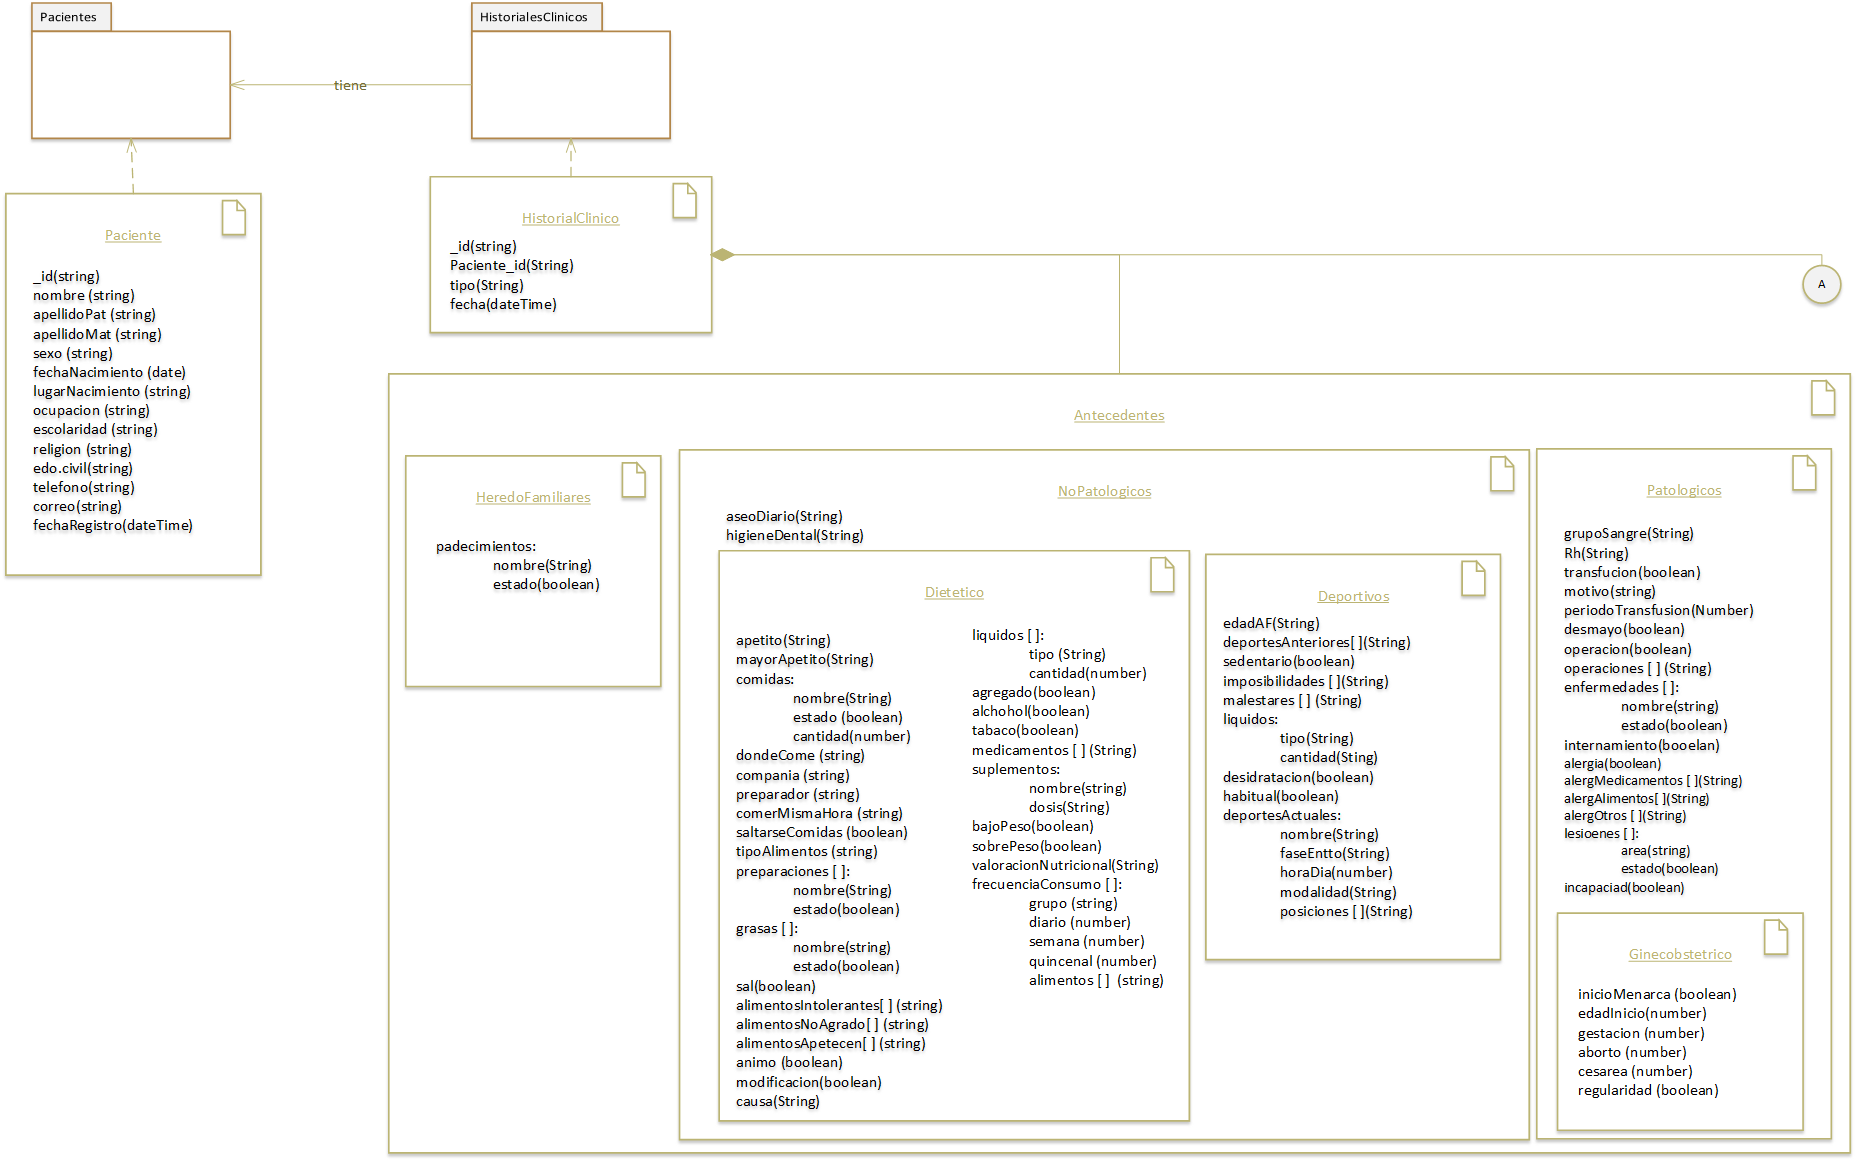 Pacientes
HistorialesClinicos
tiene
Paciente
_id(string)
nombre (string)
apellidoPat (string)
apellidoMat (string)
sexo (string)
fechaNacimiento (date)
lugarNacimiento (string)
ocupacion (string)
escolaridad (string)
religion (string)
edo.civil(string)
telefono(string)
correo(string)
fechaRegistro(dateTime)
HistorialClinico
_id(string)
Paciente_id(String)
tipo(String)
fecha(dateTime)
A
Antecedentes
HeredoFamiliares
padecimientos:
nombre(String)
estado(boolean)
NoPatologicos
aseoDiario(String)
higieneDental(String)
Dietetico
apetito(String)
mayorApetito(String)
comidas:
nombre(String)
estado (boolean)
cantidad(number)
dondeCome (string)
compania (string)
preparador (string)
comerMismaHora (string)
saltarseComidas (boolean)
tipoAlimentos (string)
preparaciones [ ]:
nombre(String)
estado(boolean)
grasas [ ]:
nombre(string)
estado(boolean)
sal(boolean)
alimentosIntolerantes[ ] (string)
alimentosNoAgrado[ ] (string)
alimentosApetecen[ ] (string)
animo (boolean)
modificacion(boolean)
causa(String)
liquidos [ ]:
tipo (String)
cantidad(number)
agregado(boolean)
alchohol(boolean)
tabaco(boolean)
medicamentos [ ] (String)
suplementos:
nombre(string)
dosis(String)
bajoPeso(boolean)
sobrePeso(boolean)
valoracionNutricional(String)
frecuenciaConsumo [ ]:
grupo (string)
diario (number)
semana (number)
quincenal (number)
alimentos [ ]  (string)
Deportivos
edadAF(String)
deportesAnteriores[ ](String)
sedentario(boolean)
imposibilidades [ ](String)
malestares [ ] (String)
liquidos:
tipo(String)
cantidad(Sting)
desidratacion(boolean)
habitual(boolean)
deportesActuales:
nombre(String)
faseEntto(String)
horaDia(number)
modalidad(String)
posiciones [ ](String)
Patologicos
grupoSangre(String)
Rh(String)
transfucion(boolean)
motivo(string)
periodoTransfusion(Number)
desmayo(boolean)
operacion(boolean)
operaciones [ ] (String)
enfermedades [ ]:
nombre(string)
estado(boolean)
internamiento(booelan)
alergia(boolean)
alergMedicamentos [ ](String)
alergAlimentos[ ](String)
alergOtros [ ](String)
lesioenes [ ]:
area(string)
estado(boolean)
incapaciad(boolean)
Ginecobstetrico
inicioMenarca (boolean)
edadInicio(number)
gestacion (number)
aborto (number)
cesarea (number)
regularidad (boolean)